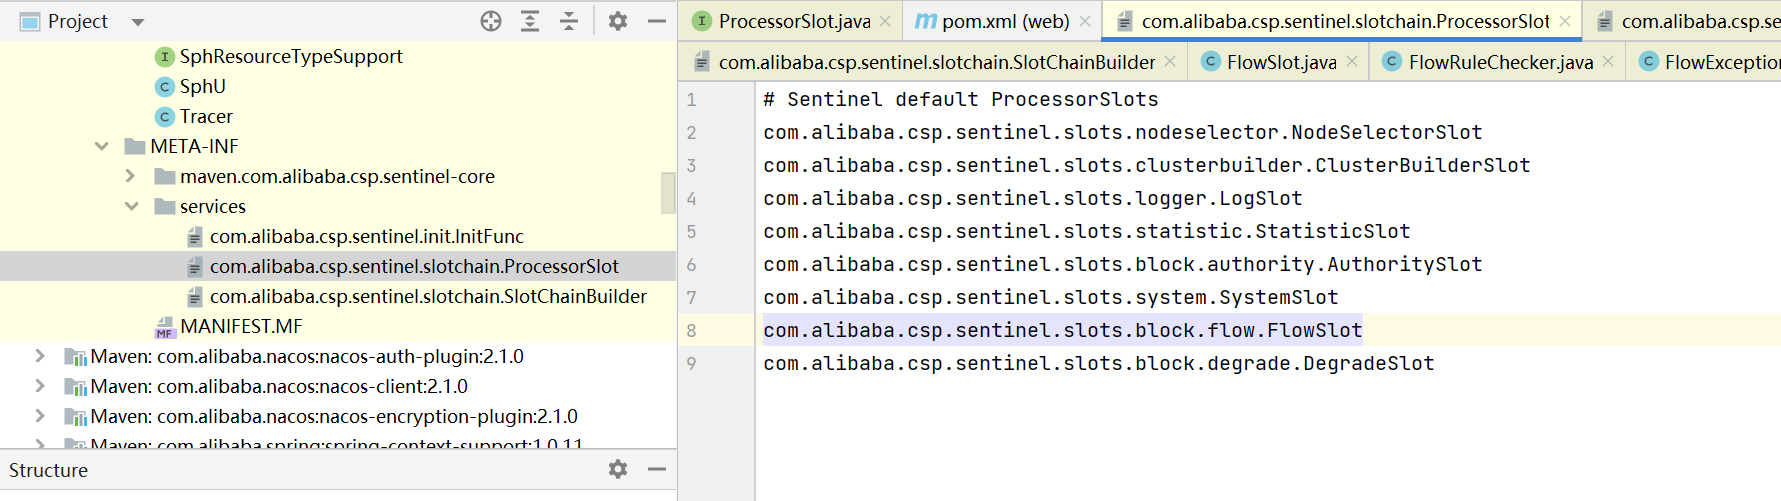 Project
SphResourceTypeSupport
SphU
Tracer
META-INF
maven.com.alibaba.csp.sentinel-core
services
com.alibaba.csp.sentinel.init.InitFunc
com.alibaba.csp.sentinel.slotchain.ProcessorSlot
com.alibaba.csp.sentinel.slotchain.SlotChainBuilder
MANIFEST.MF
Maven: com.alibaba.nacos:nacos-auth-plugin:2.1.0
Maven: com.alibaba.nacos:nacos-client:2.1.0
Maven: com.alibaba.nacos:nacos-encryption-plugin:2.1.0
Maven: com.alibaba.spring:spring-context-support:1.0.11
Structure
ProcessorSlot.java pom.xml (web) com.alibaba.csp.sentinel.slotchain.ProcessorSlot com.alibaba.csp.se
com.alibaba.csp.sentinel.slotchain.SlotChainBuilder FlowSlot.java FlowRuleChecker.java FlowException
1 # Sentinel default ProcessorSlots
2 com.alibaba.csp.sentinel.slots.nodeselector.NodeSelectorSlot
3 com.alibaba.csp.sentinel.slots.clusterbuilder.ClusterBuilderSlot
4 com.alibaba.csp.sentinel.slots.logger.LogSlot
5 com.alibaba.csp.sentinel.slots.statistic.StatisticSlot
6 com.alibaba.csp.sentinel.slots.block.authority.AuthoritySlot
7 com.alibaba.csp.sentinel.slots.system.SystemSlot
8 com.alibaba.csp.sentinel.slots.block.flow.FlowSlot
9 com.alibaba.csp.sentinel.slots.block.degrade.DegradeSlot